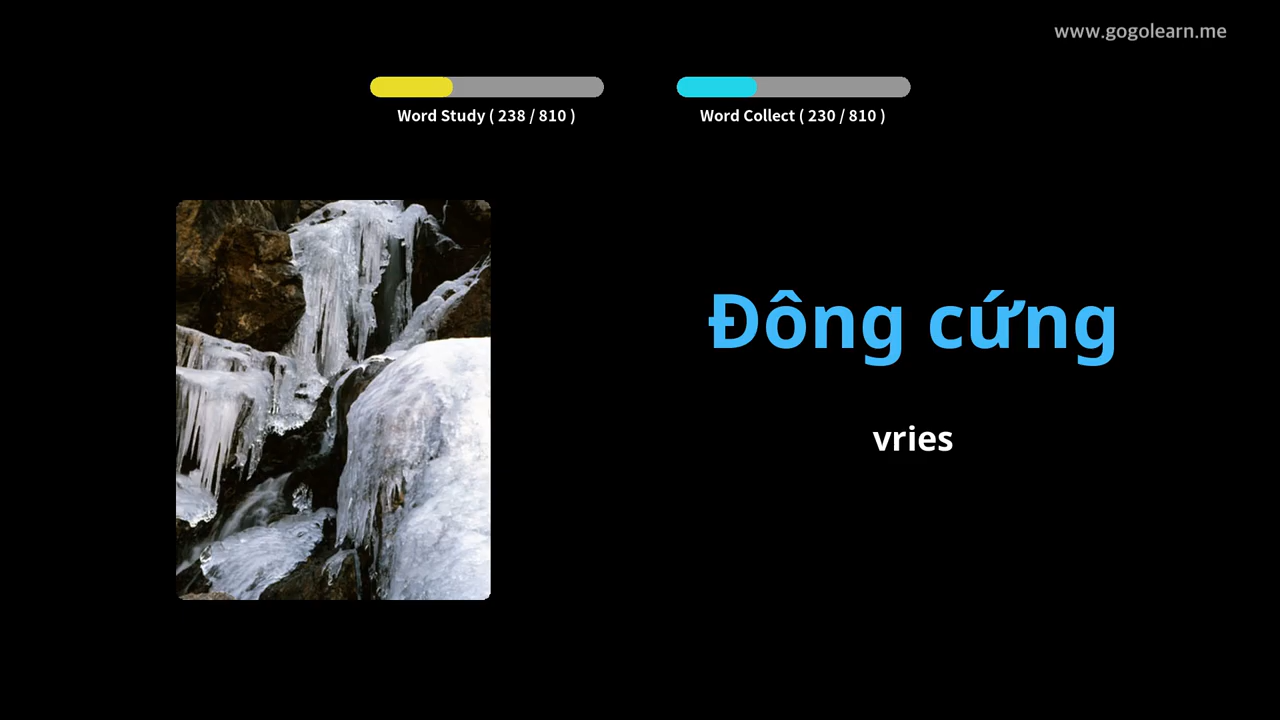 www.gogolearn.me
Word Study ( 238 / 810 )
Word Collect ( 230 / 810 )
Đông cứng
vries